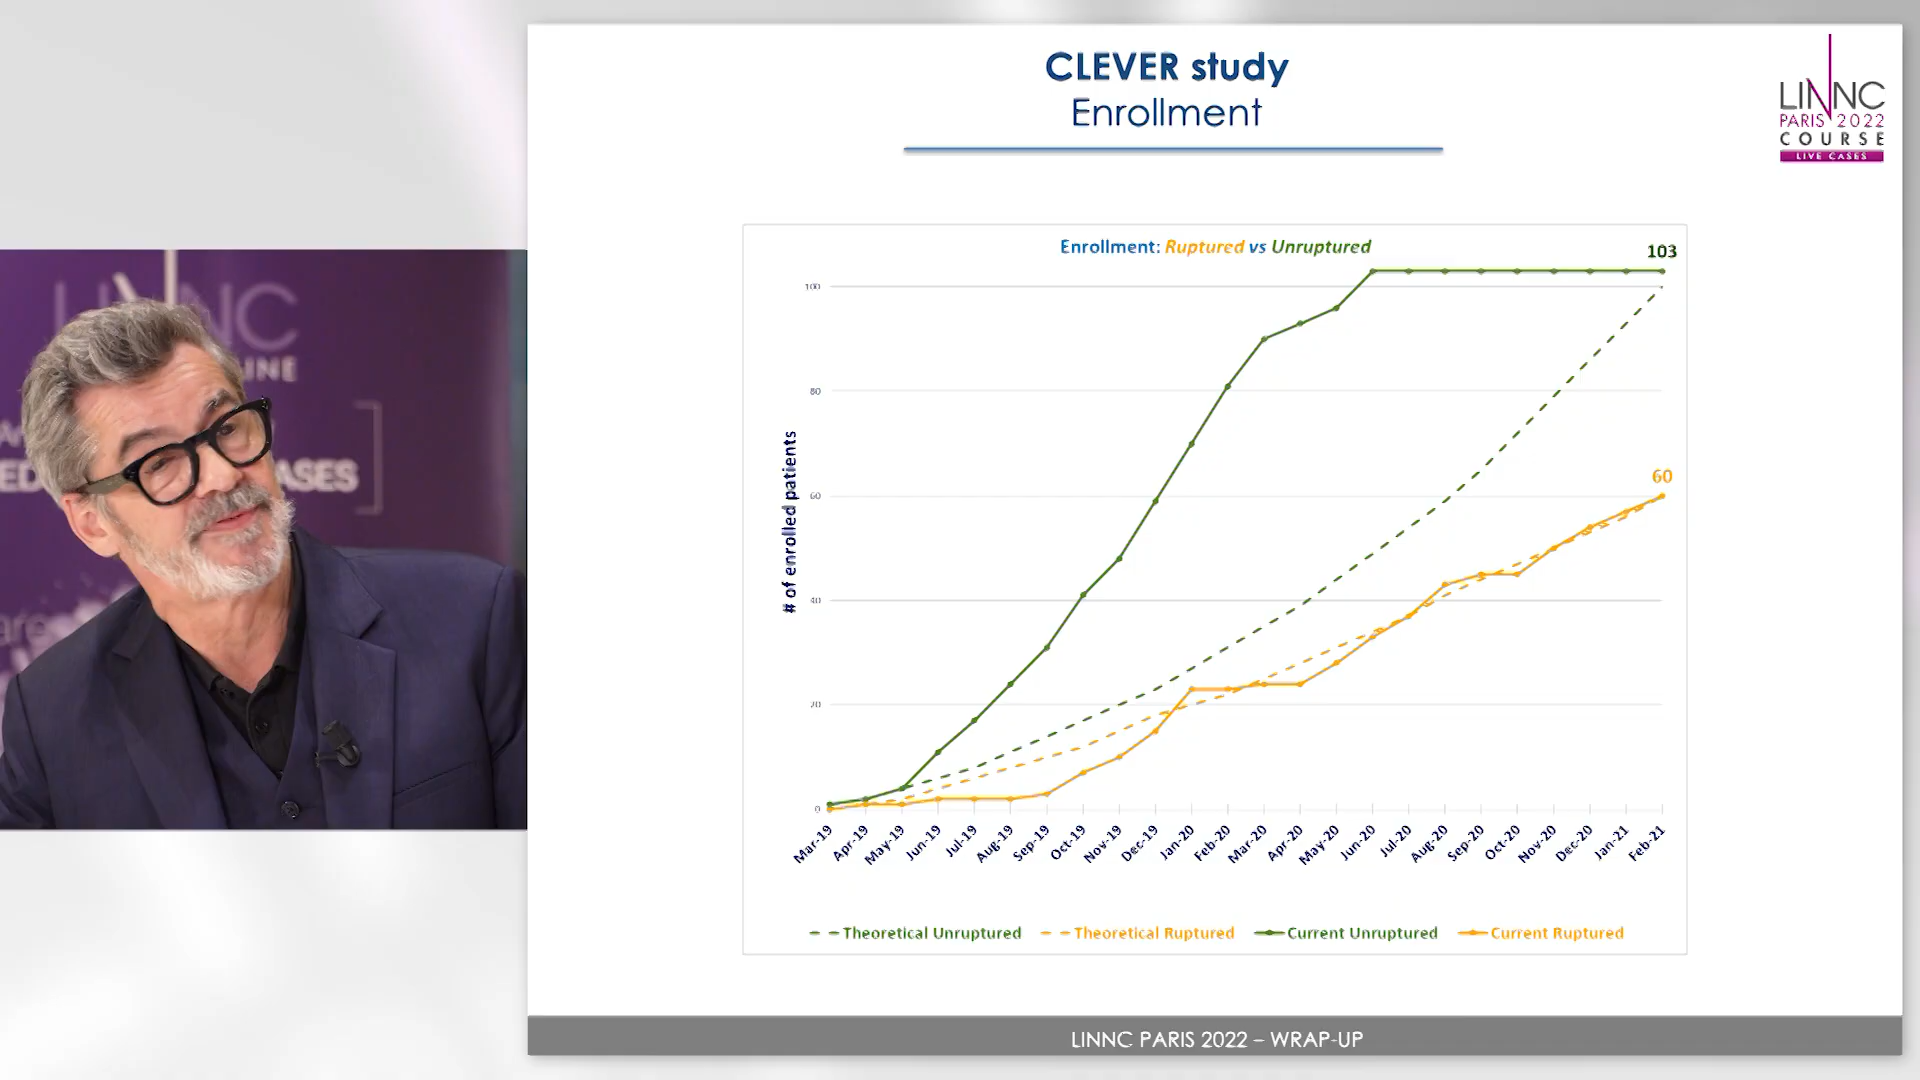 CLEVER study
Enrollment
LINNC
PARIS 2022
COURSE
LIVE CASES
Enrollment: Ruptured vs Unruptured
103
60
# of enrolled patients
100
80
60
40
20
0
Mar-19
Apr-19
May-19
Jun-19
Jul-19
Aug-19
Sep-19
Oct-19
Nov-19
Dec-19
Jan-20
Feb-20
Mar-20
Apr-20
May-20
Jun-20
Jul-20
Aug-20
Sep-20
Oct-20
Nov-20
Dec-20
Jan-21
Feb-21
Theoretical Unruptured
Theoretical Ruptured
Current Unruptured
Current Ruptured
LINNC PARIS 2022 – WRAP-UP